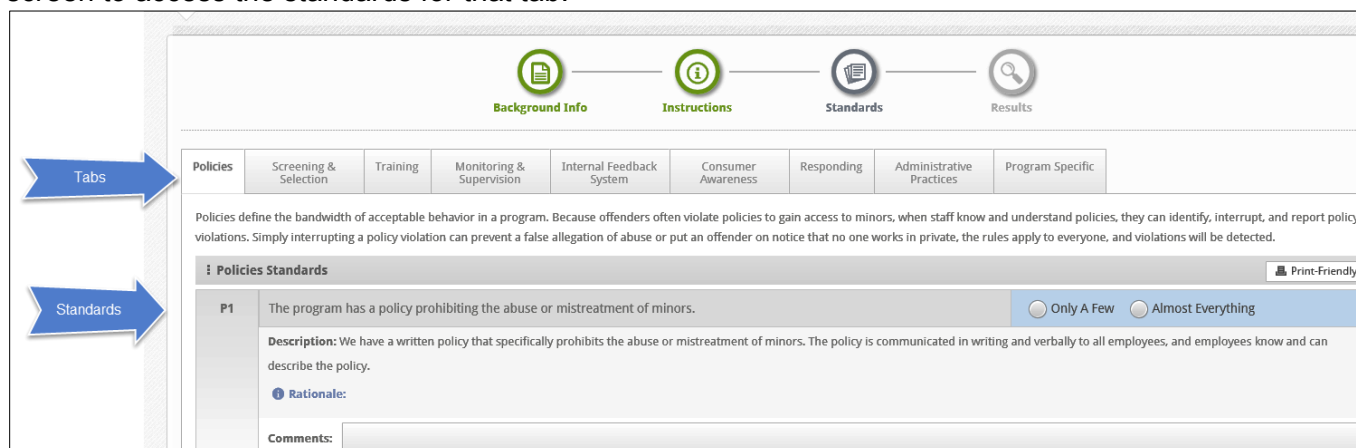 screen to access the standards for that tab.
Background Info
Instructions
Standards
Results
Tabs
Policies
Screening &
Selection
Training
Monitoring &
Supervision
Internal Feedback
System
Consumer
Awareness
Responding
Administrative
Practices
Program Specific
Policies define the bandwidth of acceptable behavior in a program. Because offenders often violate policies to gain access to minors, when staff know and understand policies, they can identify, interrupt, and report policy
violations. Simply interrupting a policy violation can prevent a false allegation of abuse or put an offender on notice that no one works in private, the rules apply to everyone, and violations will be detected.
Policies Standards
Print-Friendly
Standards
P1
The program has a policy prohibiting the abuse or mistreatment of minors.
Only A Few
Almost Everything
Description: We have a written policy that specifically prohibits the abuse or mistreatment of minors. The policy is communicated in writing and verbally to all employees, and employees know and can
describe the policy.
Rationale:
Comments: